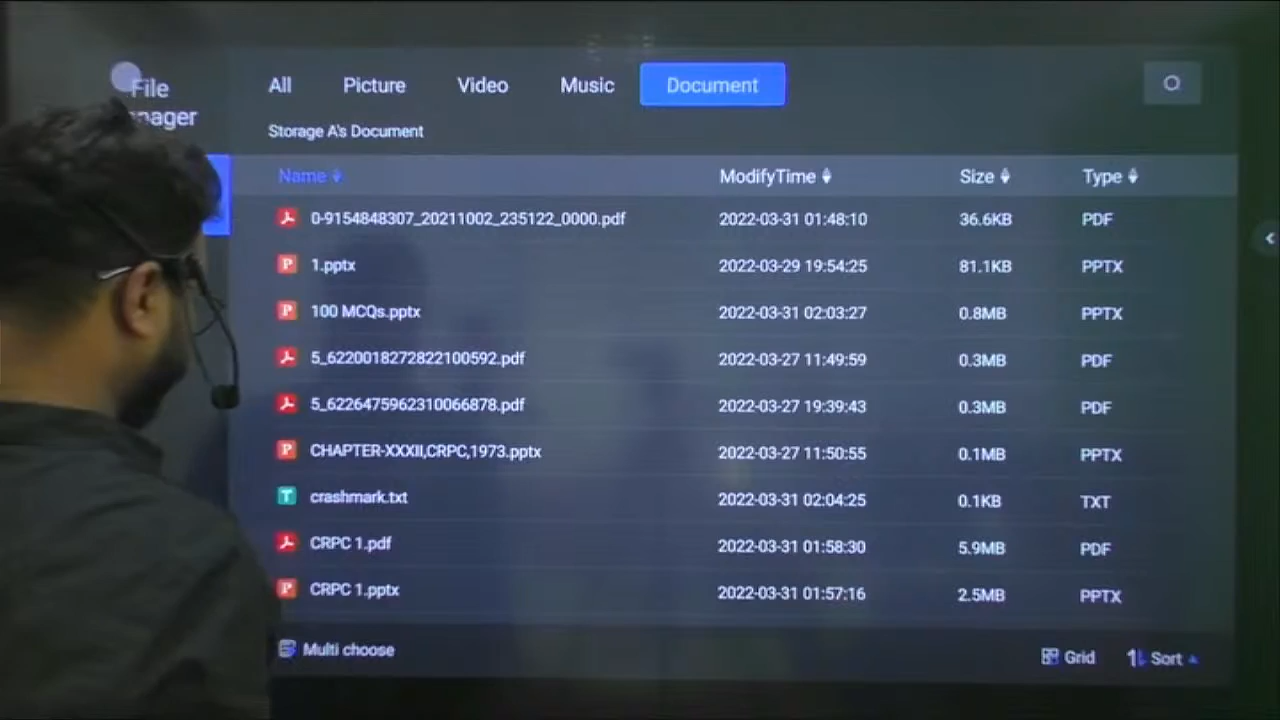 File
All Picture Video Music Document
Storage A's Document
Name ModifyTime Size Type
0-9154848307_20211002_235122_0000.pdf 2022-03-31 01:48:10 36.6KB PDF
1.pptx 2022-03-29 19:54:25 81.1KB PPTX
100 MCQs.pptx 2022-03-31 02:03:27 0.8MB PPTX
5_6220018272822100592.pdf 2022-03-27 11:49:59 0.3MB PDF
5_6226475962310066878.pdf 2022-03-27 19:39:43 0.3MB PDF
CHAPTER-XXXII,CRPC,1973.pptx 2022-03-27 11:50:55 0.1MB PPTX
crashmark.txt 2022-03-31 02:04:25 0.1KB TXT
CRPC 1.pdf 2022-03-31 01:58:30 5.9MB PDF
CRPC 1.pptx 2022-03-31 01:57:16 2.5MB PPTX
Multi choose Grid Sort